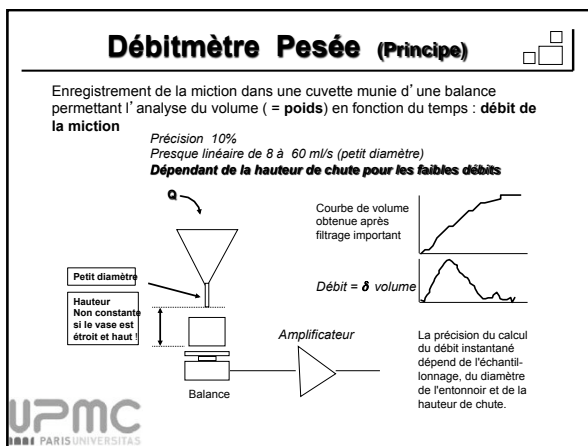 Débitmètre Pesée (Principe)
Enregistrement de la miction dans une cuvette munie d’une balance
permettant l’analyse du volume ( = poids) en fonction du temps : débit de
la miction
Précision 10%
Presque linéaire de 8 à 60 ml/s (petit diamètre)
Dépendant de la hauteur de chute pour les faibles débits
Q
Courbe de volume
obtenue après
filtrage important
Petit diamètre
Débit = δ volume
Hauteur
Non constante
si le vase est
étroit et haut !
Amplificateur
La précision du calcul
du débit instantané
dépend de l'échantil-
lonnage, du diamètre
de l'entonnoir et de la
hauteur de chute.
Balance
UPMC
PARIS UNIVERSITAS